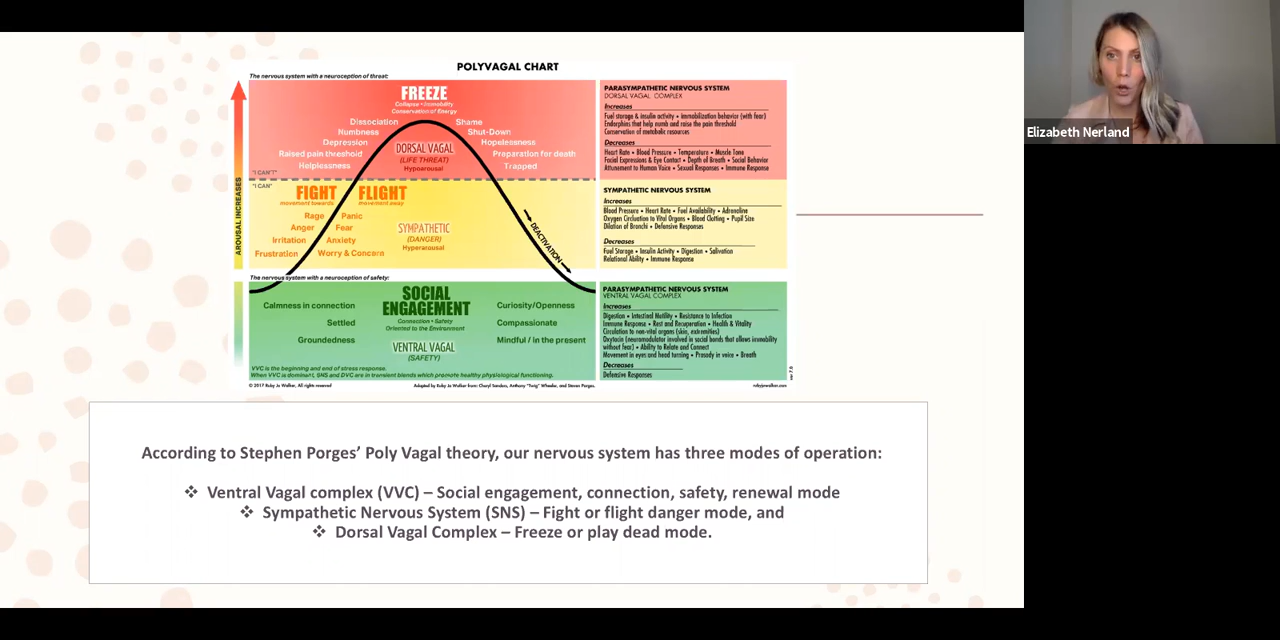 POLYVAGAL CHART
The nervous system with a neuroception of threat:
FREEZE
Collapse • Immobility
Conservation of Energy
Dissociation
Numbness
Depression
Raised pain threshold
Helplessness
Shame
Shut-Down
Hopelessness
Preparation for death
Trapped
DORSAL VAGAL
(LIFE THREAT)
Hypoarousal
"I CAN'T"
"I CAN"
FIGHT
movement towards
FLIGHT
movement away
Rage
Panic
Anger
Fear
Irritation
Anxiety
Frustration
Worry & Concern
SYMPATHETIC
(DANGER)
Hyperarousal
DEACTIVATION
AROUSAL INCREASES
The nervous system with a neuroception of safety:
SOCIAL
ENGAGEMENT
Connection • Safety
Oriented to the Environment
Calmness in connection
Settled
Groundedness
Curiosity/Openness
Compassionate
Mindful / in the present
VENTRAL VAGAL
(SAFETY)
VVC is the beginning and end of stress response.
When VVC is dominant, SNS and DVC are in transient blends which promote healthy physiological functioning.
PARASYMPATHETIC NERVOUS SYSTEM
DORSAL VAGAL COMPLEX
Increases
Fuel storage & insulin activity • Immobilization behavior (with fear)
Endorphins that help numb and raise the pain threshold
Conservation of metabolic resources
Decreases
Heart Rate • Blood Pressure • Temperature • Muscle Tone
Facial Expressions & Eye Contact • Depth of Breath • Social Behavior
Attunement to Human Voice • Sexual Responses • Immune Response
SYMPATHETIC NERVOUS SYSTEM
Increases
Blood Pressure • Heart Rate • Fuel Availability • Adrenaline
Oxygen Circulation to Vital Organs • Blood Clotting • Pupil Size
Dilation of Bronchi • Defensive Responses
Decreases
Fuel Storage • Insulin Activity • Digestion • Salivation
Relational Ability • Immune Response
PARASYMPATHETIC NERVOUS SYSTEM
VENTRAL VAGAL COMPLEX
Increases
Digestion • Intestinal Motility • Resistance to Infection
Immune Response • Rest and Recuperation • Health & Vitality
Circulation to non-vital organs (skin, extremities)
Oxytocin (neuromodulator involved in social bonds that allows immobility
without fear) • Ability to Relate and Connect
Movement in eyes and head turning • Prosody in voice • Breath
Decreases
Defensive Responses
© 2017 Ruby Jo Walker, All rights reserved
Adapted by Ruby Jo Walker from: Cheryl Sanders, Anthony "Twig" Wheeler, and Steven Porges.
rubyjowalker.com
According to Stephen Porges' Poly Vagal theory, our nervous system has three modes of operation:
❖ Ventral Vagal complex (VVC) – Social engagement, connection, safety, renewal mode
❖ Sympathetic Nervous System (SNS) – Fight or flight danger mode, and
❖ Dorsal Vagal Complex – Freeze or play dead mode.
Elizabeth Nerland